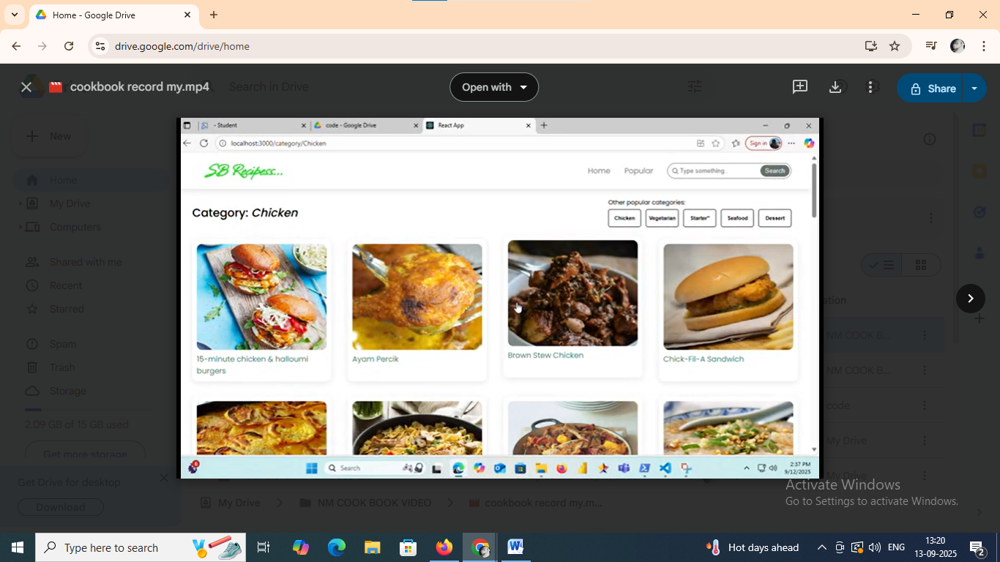 Home - Google Drive
drive.google.com/drive/home
cookbook record my.mp4
Search in Drive
Open with
Share
New
Home
My Drive
Computers
Shared with me
Recent
Starred
Spam
Trash
Storage
2.09 GB of 15 GB used
Get more storage
Get Drive for desktop
Download
- Student
code - Google Drive
React App
localhost:3000/category/Chicken
Sign in
SB Recipess...
Home
Popular
Type something..
Search
Category: Chicken
Other popular categories:
Chicken
Vegetarian
Starter"
Seafood
Dessert
15-minute chicken & halloumi
burgers
Ayam Percik
Brown Stew Chicken
Chick-Fil-A Sandwich
Search
2:37 PM
9/12/2025
ation
NM COOK B...
NM COOK B...
code
My Drive
My Drive
My Drive
NM COOK BOOK VIDEO
cookbook record my.m...
Activate Windows
Go to Settings to activate Windows.
Type here to search
Hot days ahead
ENG
13:20
13-09-2025
2